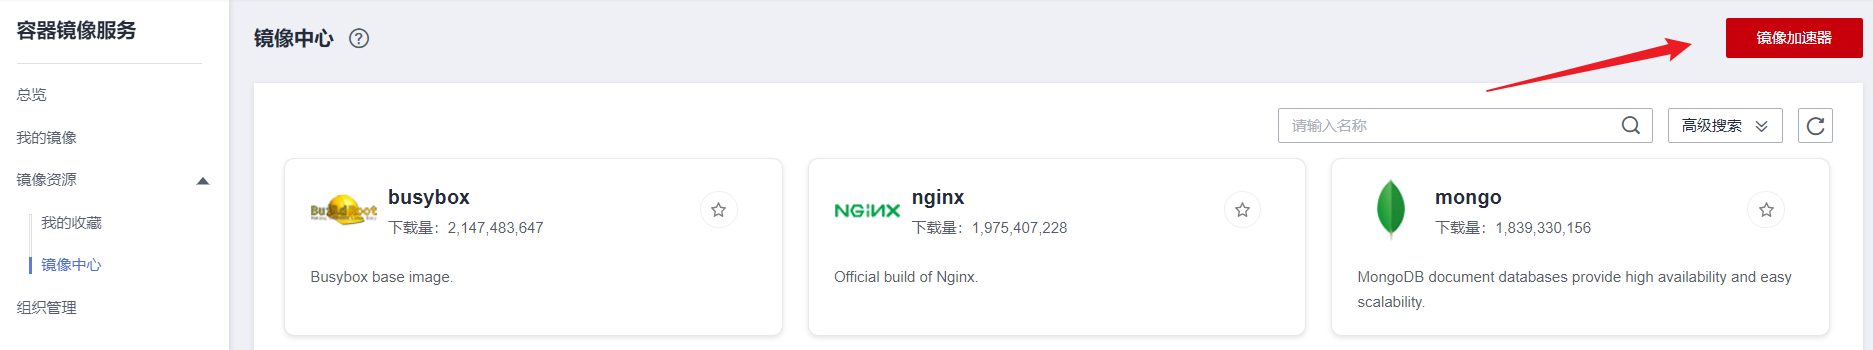 容器镜像服务
总览
我的镜像
镜像资源
我的收藏
镜像中心
组织管理
镜像中心 ?
镜像加速器
请输入名称
高级搜索
Build Root
busybox
下载量：2,147,483,647
Busybox base image.
NGINX
nginx
下载量：1,975,407,228
Official build of Nginx.
mongo
下载量：1,839,330,156
MongoDB document databases provide high availability and easy
scalability.